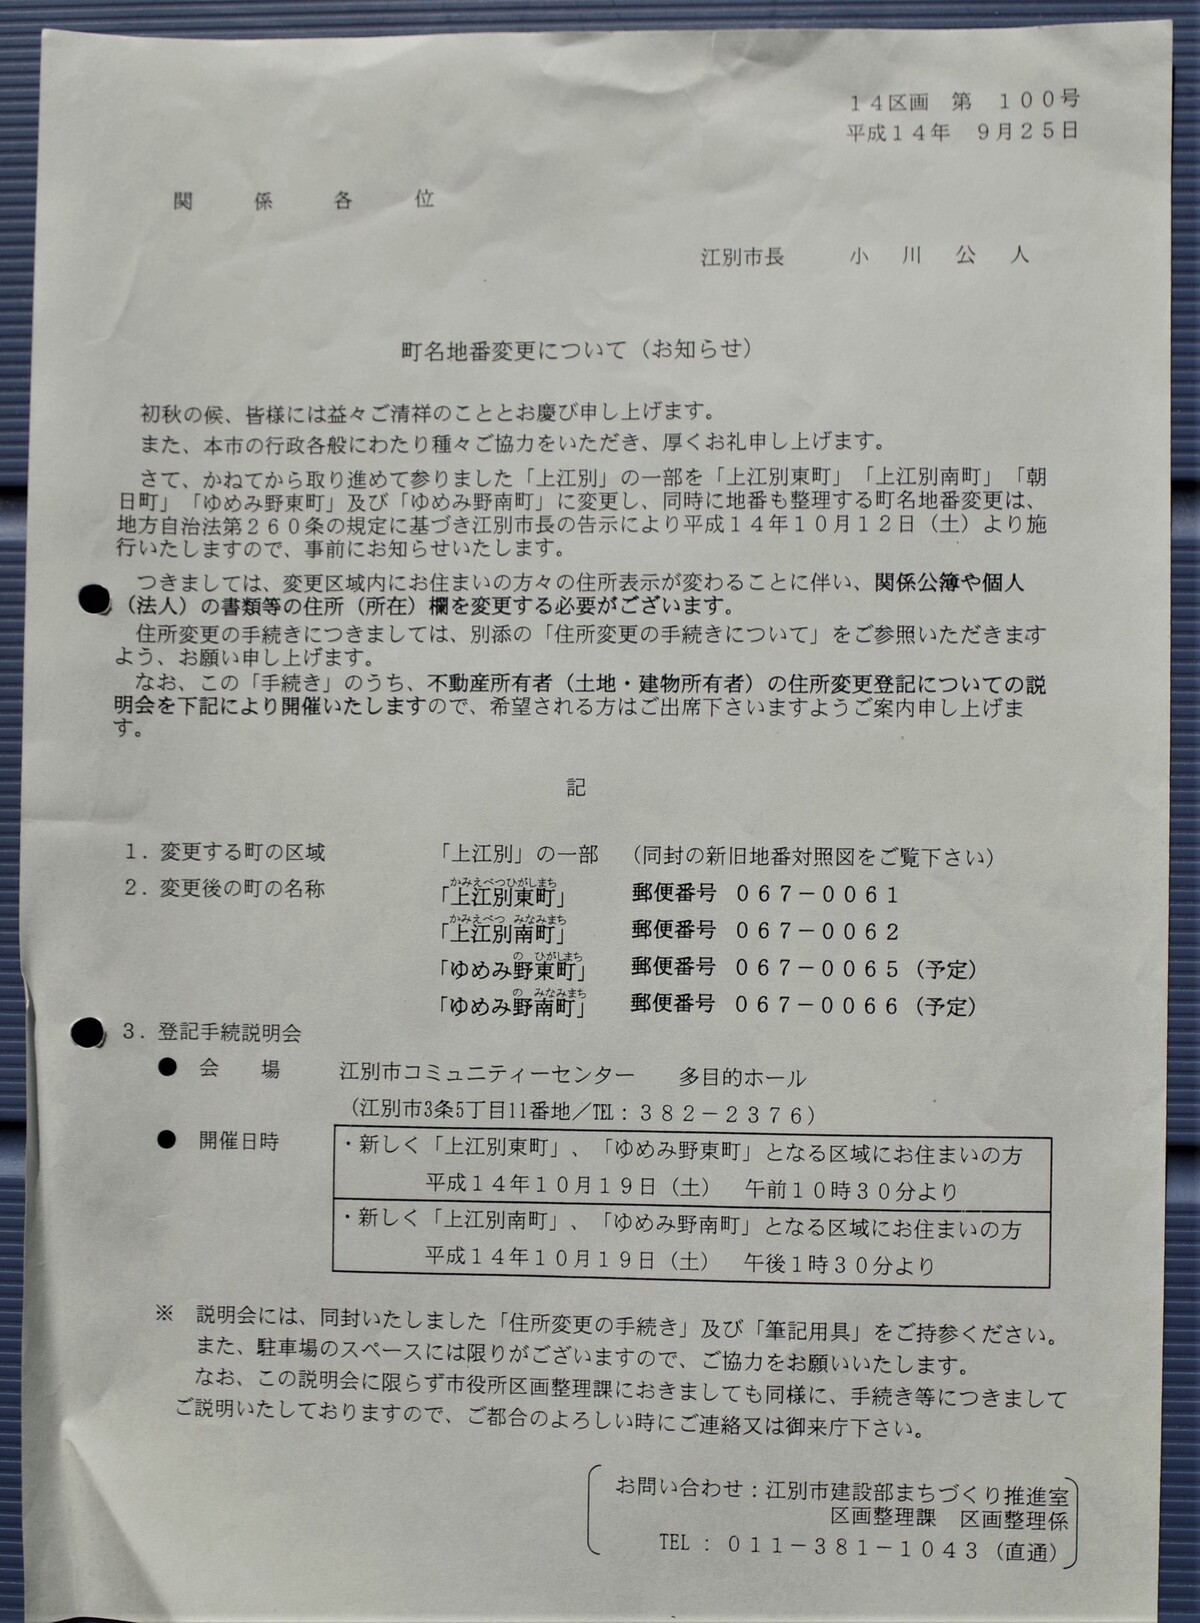 14区画　第　100号
平成14年　9月25日
関　係　各　位
江別市長　小　川　公　人
町名地番変更について（お知らせ）
初秋の候、皆様には益々ご清祥のこととお慶び申し上げます。
また、本市の行政各般にわたり種々ご協力をいただき、厚くお礼申し上げます。
さて、かねてから取り進めて参りました「上江別」の一部を「上江別東町」「上江別南町」「朝
日町」「ゆめみ野東町」及び「ゆめみ野南町」に変更し、同時に地番も整理する町名地番変更は、
地方自治法第260条の規定に基づき江別市長の告示により平成14年10月12日（土）より施
行いたしますので、事前にお知らせいたします。
つきましては、変更区域内にお住まいの方々の住所表示が変わることに伴い、関係公簿や個人
（法人）の書類等の住所（所在）欄を変更する必要がございます。
住所変更の手続きにつきましては、別添の「住所変更の手続きについて」をご参照いただきます
よう、お願い申し上げます。
なお、この「手続き」のうち、不動産所有者（土地・建物所有者）の住所変更登記についての説
明会を下記により開催いたしますので、希望される方はご出席下さいますようご案内申し上げま
す。
記
1．変更する町の区域　「上江別」の一部　（同封の新旧地番対照図をご覧下さい）
かみえべつひがしまち
2．変更後の町の名称　「上江別東町」　郵便番号　067－0061
かみえべつ みなみまち
「上江別南町」　郵便番号　067－0062
の ひがしまち
「ゆめみ野東町」　郵便番号　067－0065（予定）
の みなみまち
「ゆめみ野南町」　郵便番号　067－0066（予定）
3．登記手続説明会
●　会　場　江別市コミュニティーセンター　多目的ホール
（江別市3条5丁目11番地／TEL：382－2376）
●　開催日時　・新しく「上江別東町」、「ゆめみ野東町」となる区域にお住まいの方
平成14年10月19日（土）　午前10時30分より
・新しく「上江別南町」、「ゆめみ野南町」となる区域にお住まいの方
平成14年10月19日（土）　午後1時30分より
※　説明会には、同封いたしました「住所変更の手続き」及び「筆記用具」をご持参ください。
また、駐車場のスペースには限りがございますので、ご協力をお願いいたします。
なお、この説明会に限らず市役所区画整理課におきましても同様に、手続き等につきまして
ご説明いたしておりますので、ご都合のよろしい時にご連絡又は御来庁下さい。
お問い合わせ：江別市建設部まちづくり推進室
区画整理課　区画整理係
TEL：011－381－1043（直通）